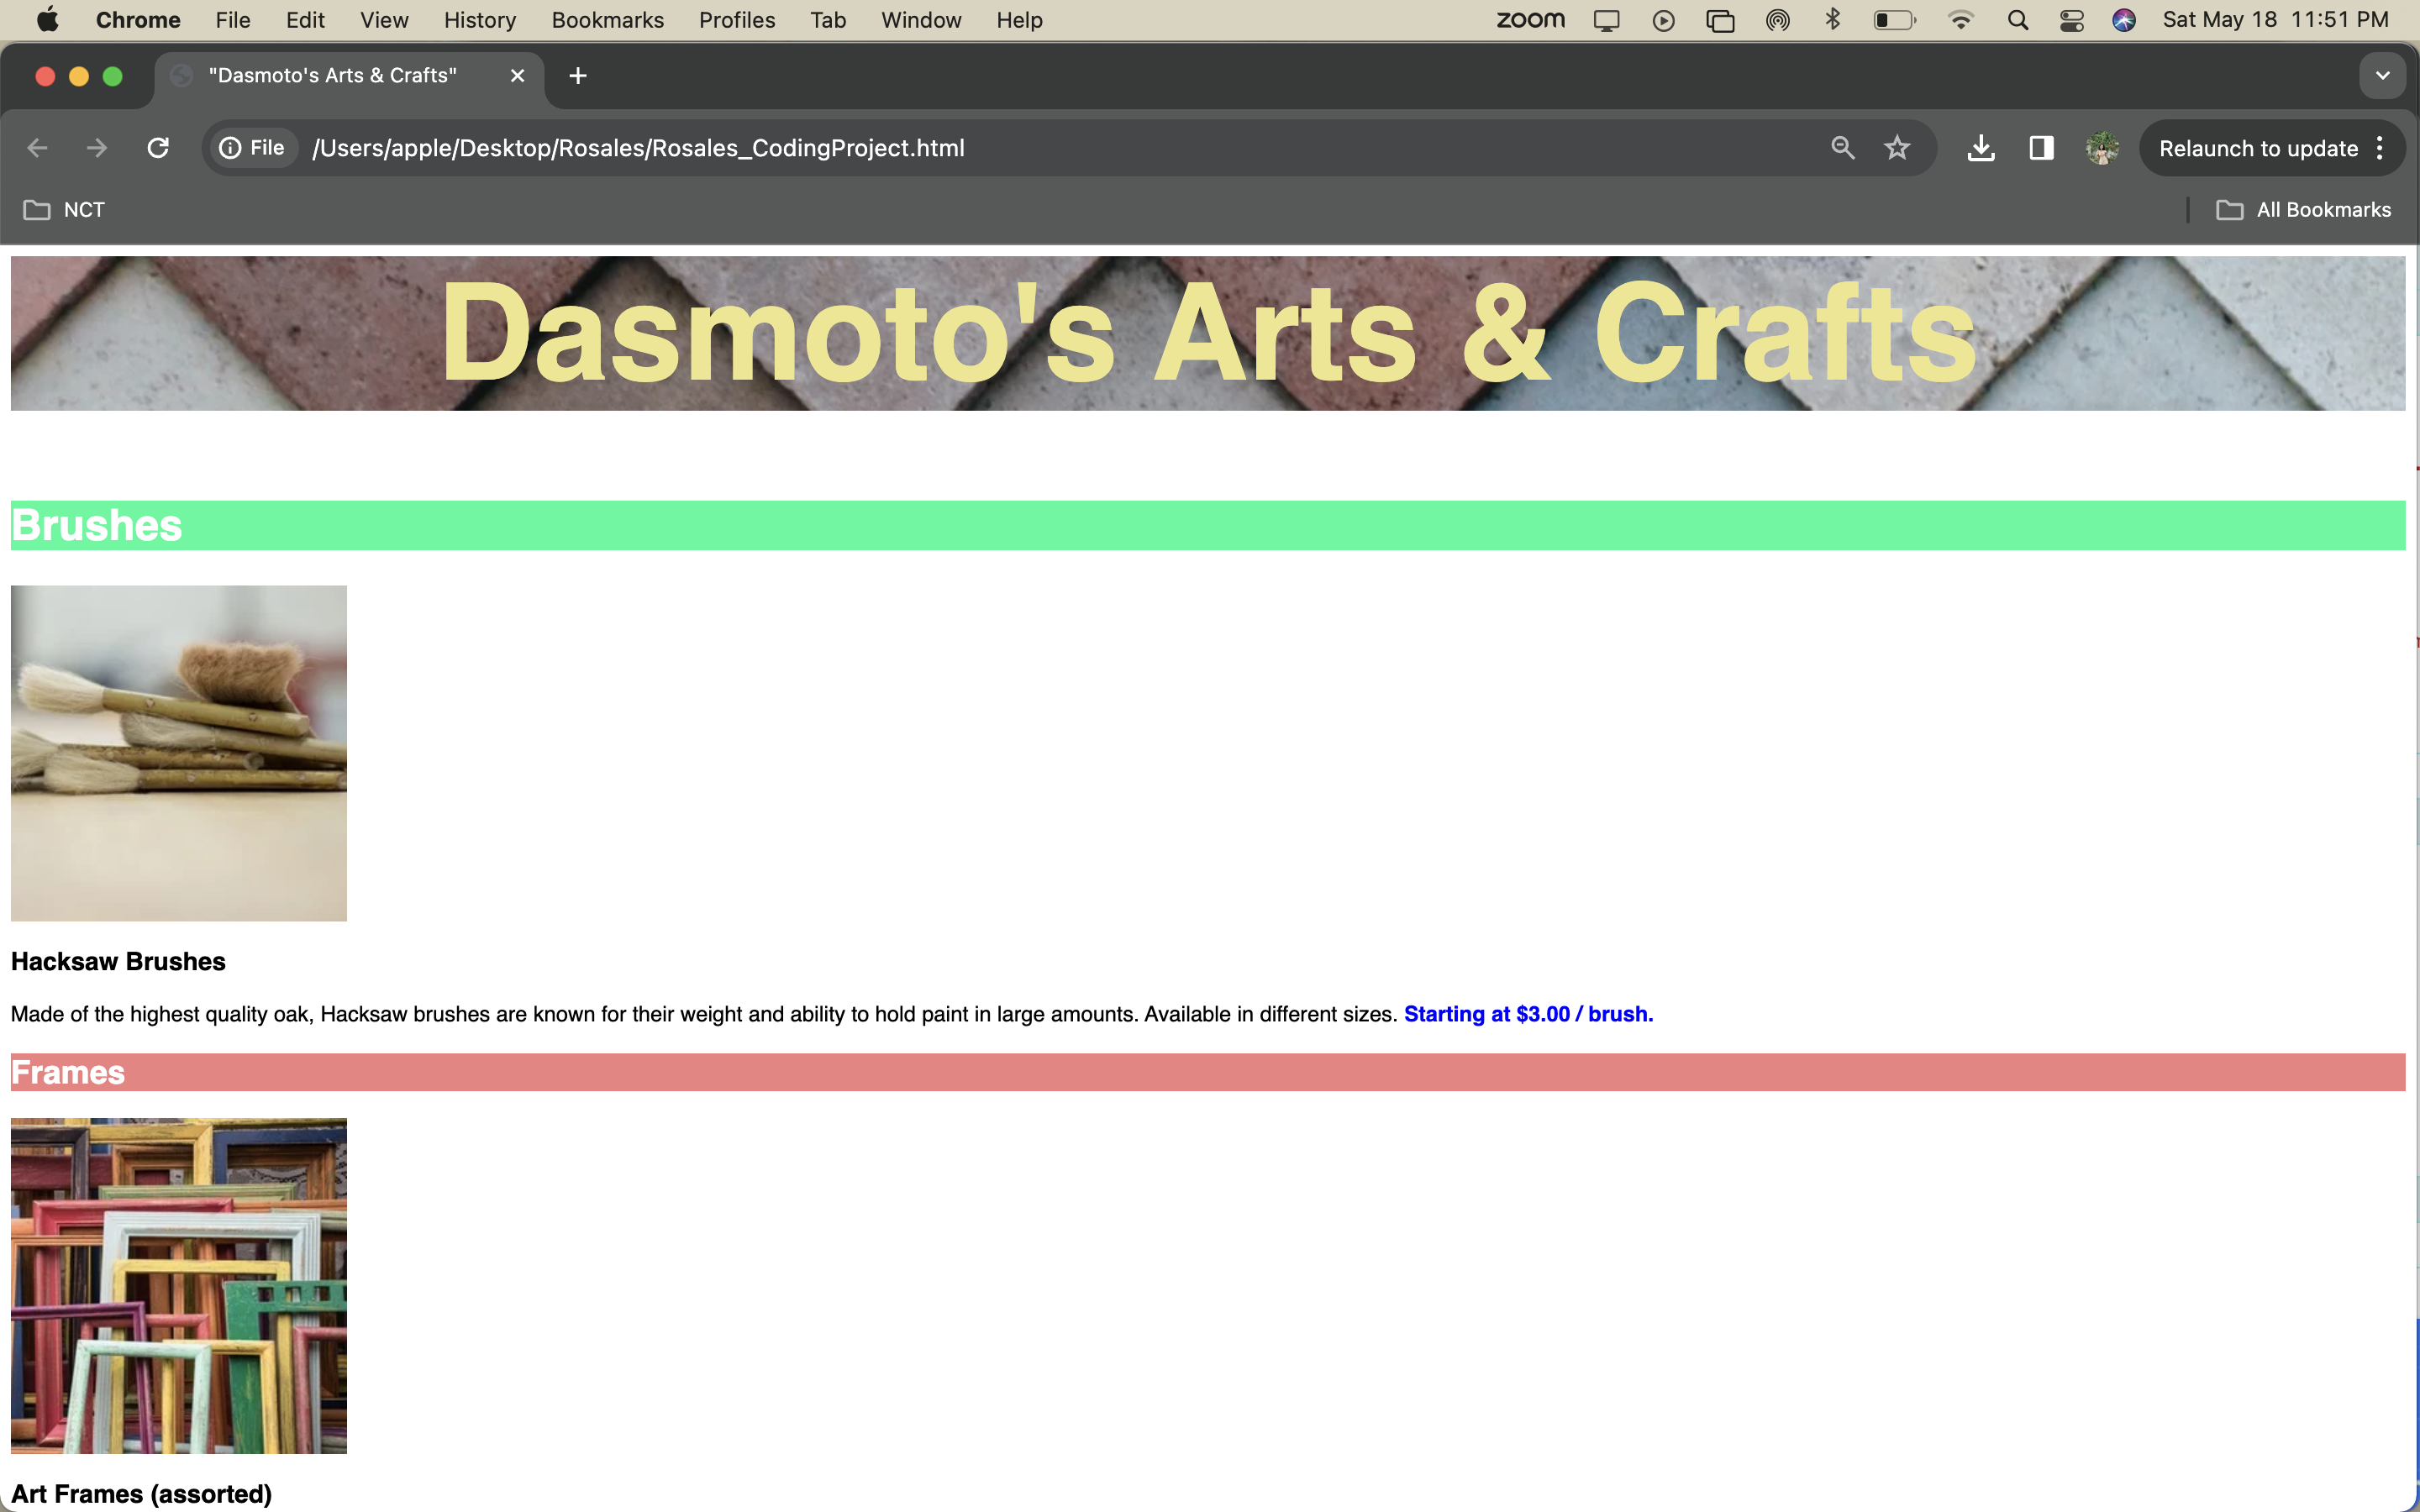 Chrome File Edit View History Bookmarks Profiles Tab Window Help zoom Sat May 18 11:51 PM
"Dasmoto's Arts & Crafts"
File /Users/apple/Desktop/Rosales/Rosales_CodingProject.html Relaunch to update
NCT All Bookmarks
Dasmoto's Arts & Crafts
Brushes
Hacksaw Brushes
Made of the highest quality oak, Hacksaw brushes are known for their weight and ability to hold paint in large amounts. Available in different sizes. Starting at $3.00 / brush.
Frames
Art Frames (assorted)